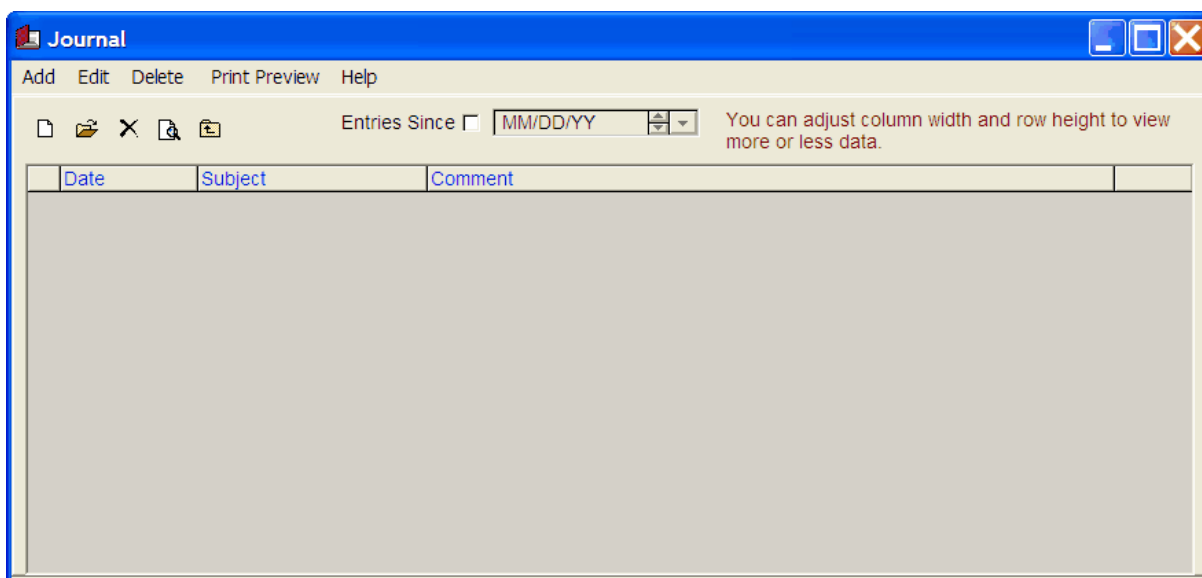 Journal
Add Edit Delete Print Preview Help
Entries Since MM/DD/YY You can adjust column width and row height to view
more or less data.
Date Subject Comment